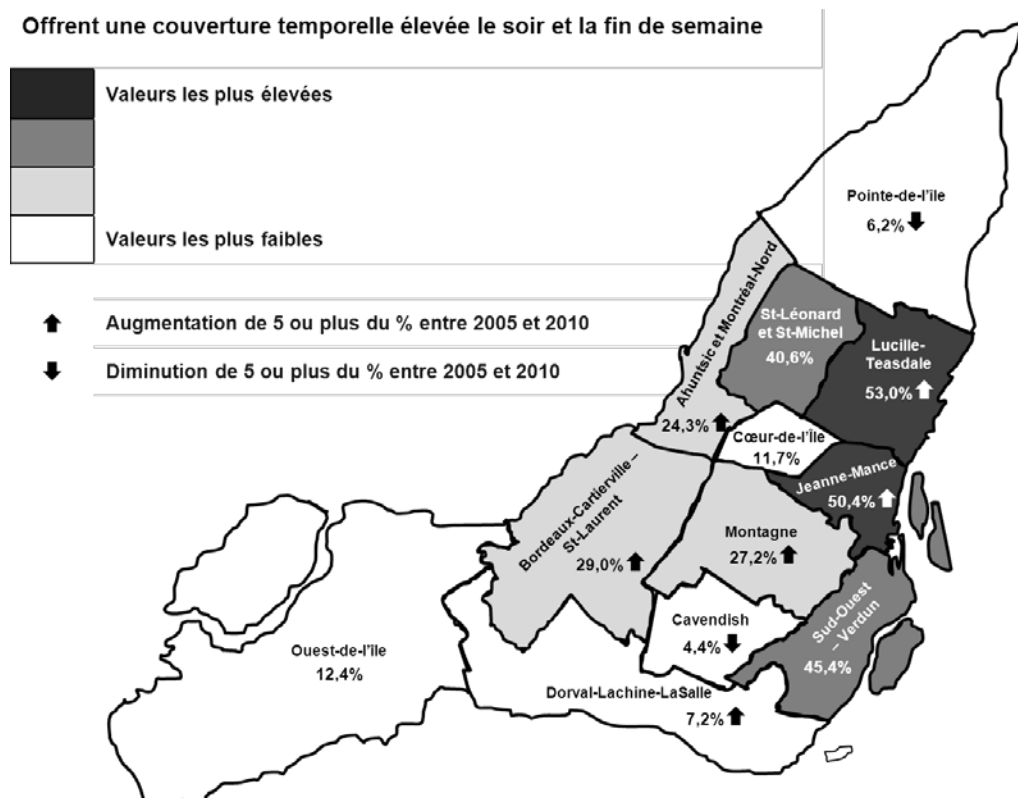 Offrent une couverture temporelle élevée le soir et la fin de semaine
Valeurs les plus élevées
Valeurs les plus faibles
Augmentation de 5 ou plus du % entre 2005 et 2010
Diminution de 5 ou plus du % entre 2005 et 2010
Pointe-de-l'île
6,2%
Ahuntsic et Montréal-Nord
24,3%
St-Léonard
et St-Michel
40,6%
Lucille-
Teasdale
53,0%
Cœur-de-l'Île
11,7%
Jeanne-Mance
50,4%
Bordeaux-Cartierville –
St-Laurent
29,0%
Montagne
27,2%
Sud-Ouest
– Verdun
45,4%
Cavendish
4,4%
Ouest-de-l'île
12,4%
Dorval-Lachine-LaSalle
7,2%